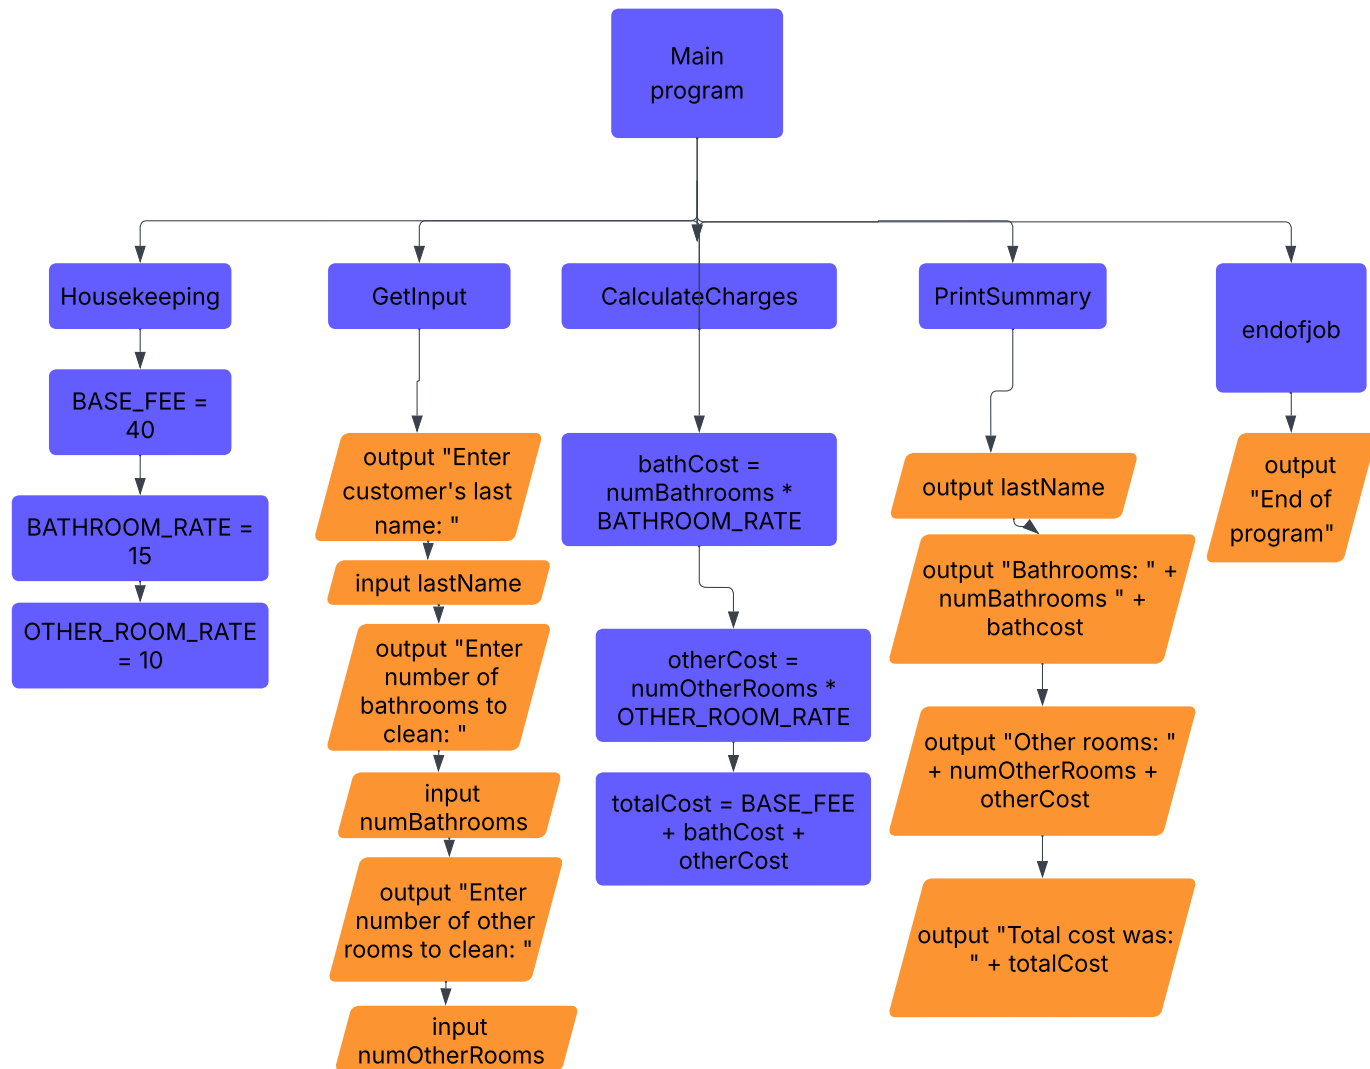 Main
program
Housekeeping
BASE_FEE =
40
BATHROOM_RATE =
15
OTHER_ROOM_RATE
= 10
GetInput
output "Enter
customer's last
name: "
input lastName
output "Enter
number of
bathrooms to
clean: "
input
numBathrooms
output "Enter
number of other
rooms to clean: "
input
numOtherRooms
CalculateCharges
bathCost =
numBathrooms *
BATHROOM_RATE
otherCost =
numOtherRooms *
OTHER_ROOM_RATE
totalCost = BASE_FEE
+ bathCost +
otherCost
PrintSummary
output lastName
output "Bathrooms: " +
numBathrooms " +
bathcost
output "Other rooms: "
+ numOtherRooms +
otherCost
output "Total cost was:
" + totalCost
endofjob
output
"End of
program"